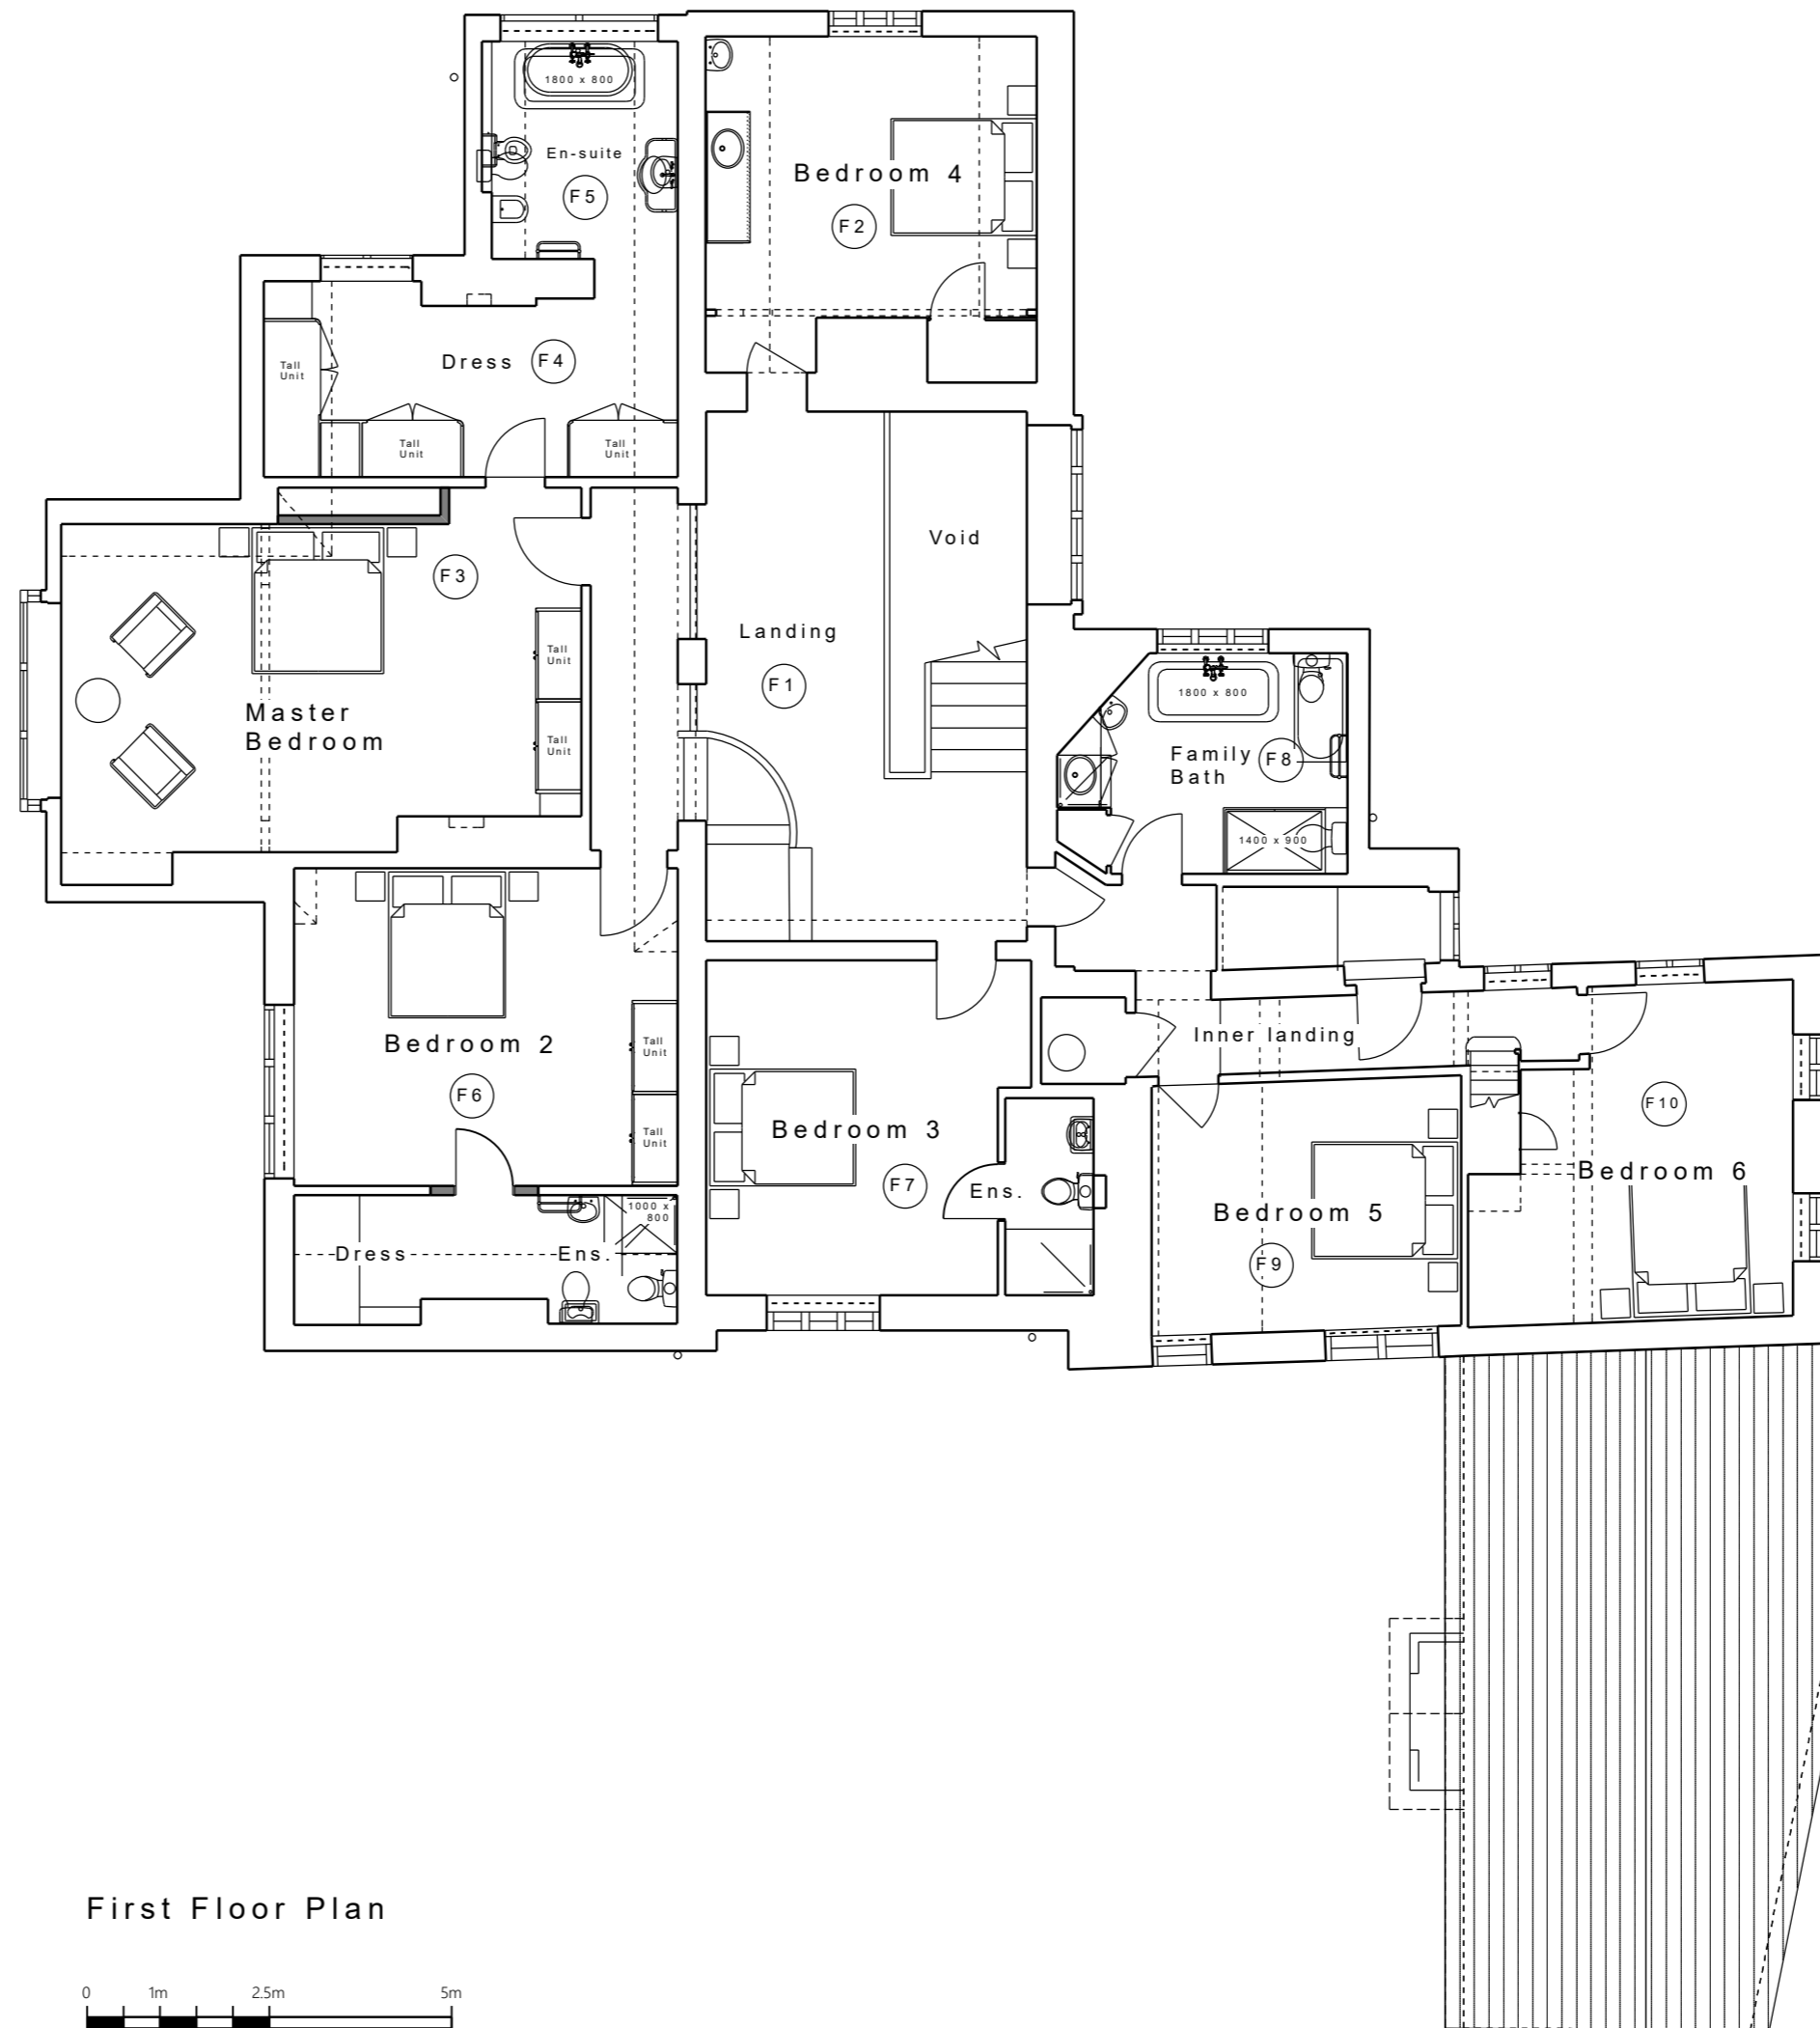 1800 x 800
En-suite
F5
Bedroom 4
F2
Dress
F4
Tall
Unit
Tall
Unit
Tall
Unit
Void
F3
Landing
F1
Tall
Unit
Tall
Unit
Master
Bedroom
1800 x 800
Family
Bath
F8
1400 x 900
Inner landing
Bedroom 2
F6
Tall
Unit
Tall
Unit
Bedroom 3
F7
Ens.
Bedroom 5
F9
F10
Bedroom 6
1000 x
800
Dress
Ens.
First Floor Plan
0 1m 2.5m 5m